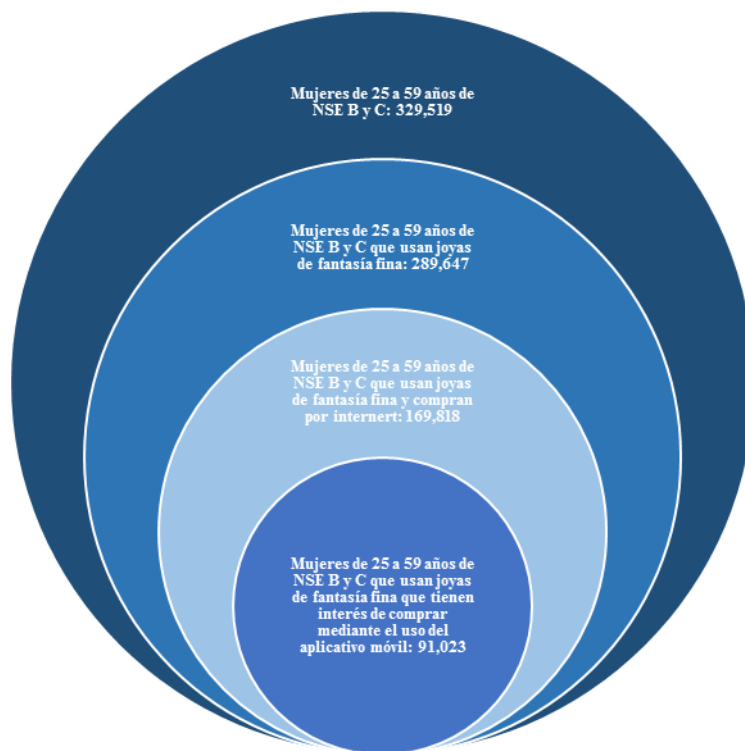 Mujeres de 25 a 59 años de
NSE B y C: 329,519
Mujeres de 25 a 59 años de
NSE B y C que usan joyas
de fantasía fina: 289,647
Mujeres de 25 a 59 años de
NSE B y C que usan joyas
de fantasía fina y compran
por internert: 169,818
Mujeres de 25 a 59 años de
NSE B y C que usan joyas
de fantasía fina que tienen
interés de comprar
mediante el uso del
aplicativo móvil: 91,023